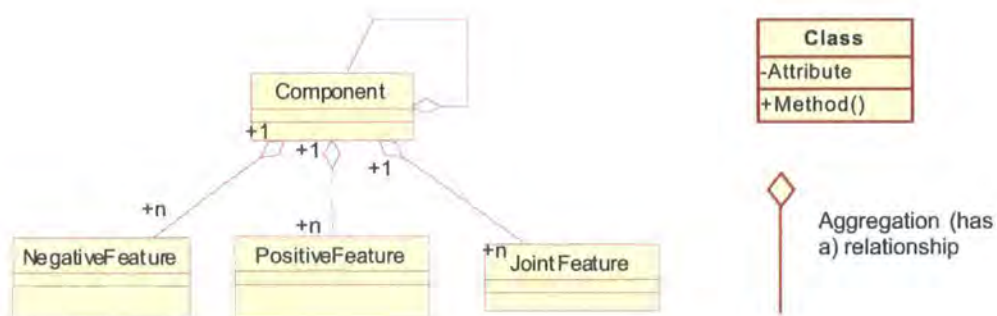 Component
+1
+1
+1
+n
+n
+n
NegativeFeature
PositiveFeature
JointFeature
Class
-Attribute
+Method()
Aggregation (has
a) relationship